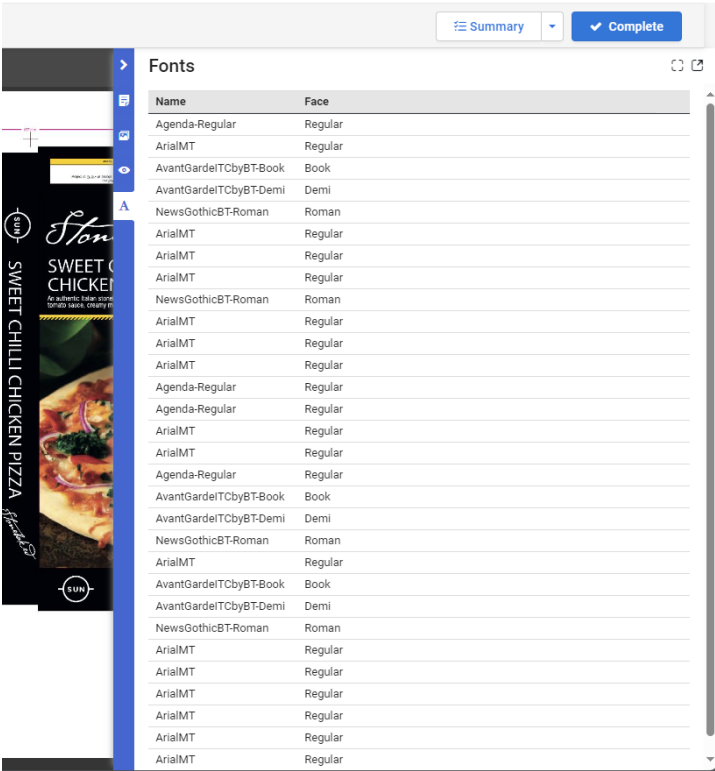 Summary
Complete
Fonts
Name Face
Agenda-Regular Regular
ArialMT Regular
AvantGardeITCbyBT-Book Book
AvantGardeITCbyBT-Demi Demi
NewsGothicBT-Roman Roman
ArialMT Regular
ArialMT Regular
ArialMT Regular
NewsGothicBT-Roman Roman
ArialMT Regular
ArialMT Regular
ArialMT Regular
Agenda-Regular Regular
Agenda-Regular Regular
ArialMT Regular
ArialMT Regular
Agenda-Regular Regular
AvantGardeITCbyBT-Book Book
AvantGardeITCbyBT-Demi Demi
NewsGothicBT-Roman Roman
ArialMT Regular
AvantGardeITCbyBT-Book Book
AvantGardeITCbyBT-Demi Demi
NewsGothicBT-Roman Roman
ArialMT Regular
ArialMT Regular
ArialMT Regular
ArialMT Regular
ArialMT Regular
ArialMT Regular
A
SUN
SWEET CHILLI CHICKEN PIZZA
Stonebaked
Ston
SWEET C
CHICKEN
An authentic Italian stone
tomato sauce, creamy m
SUN